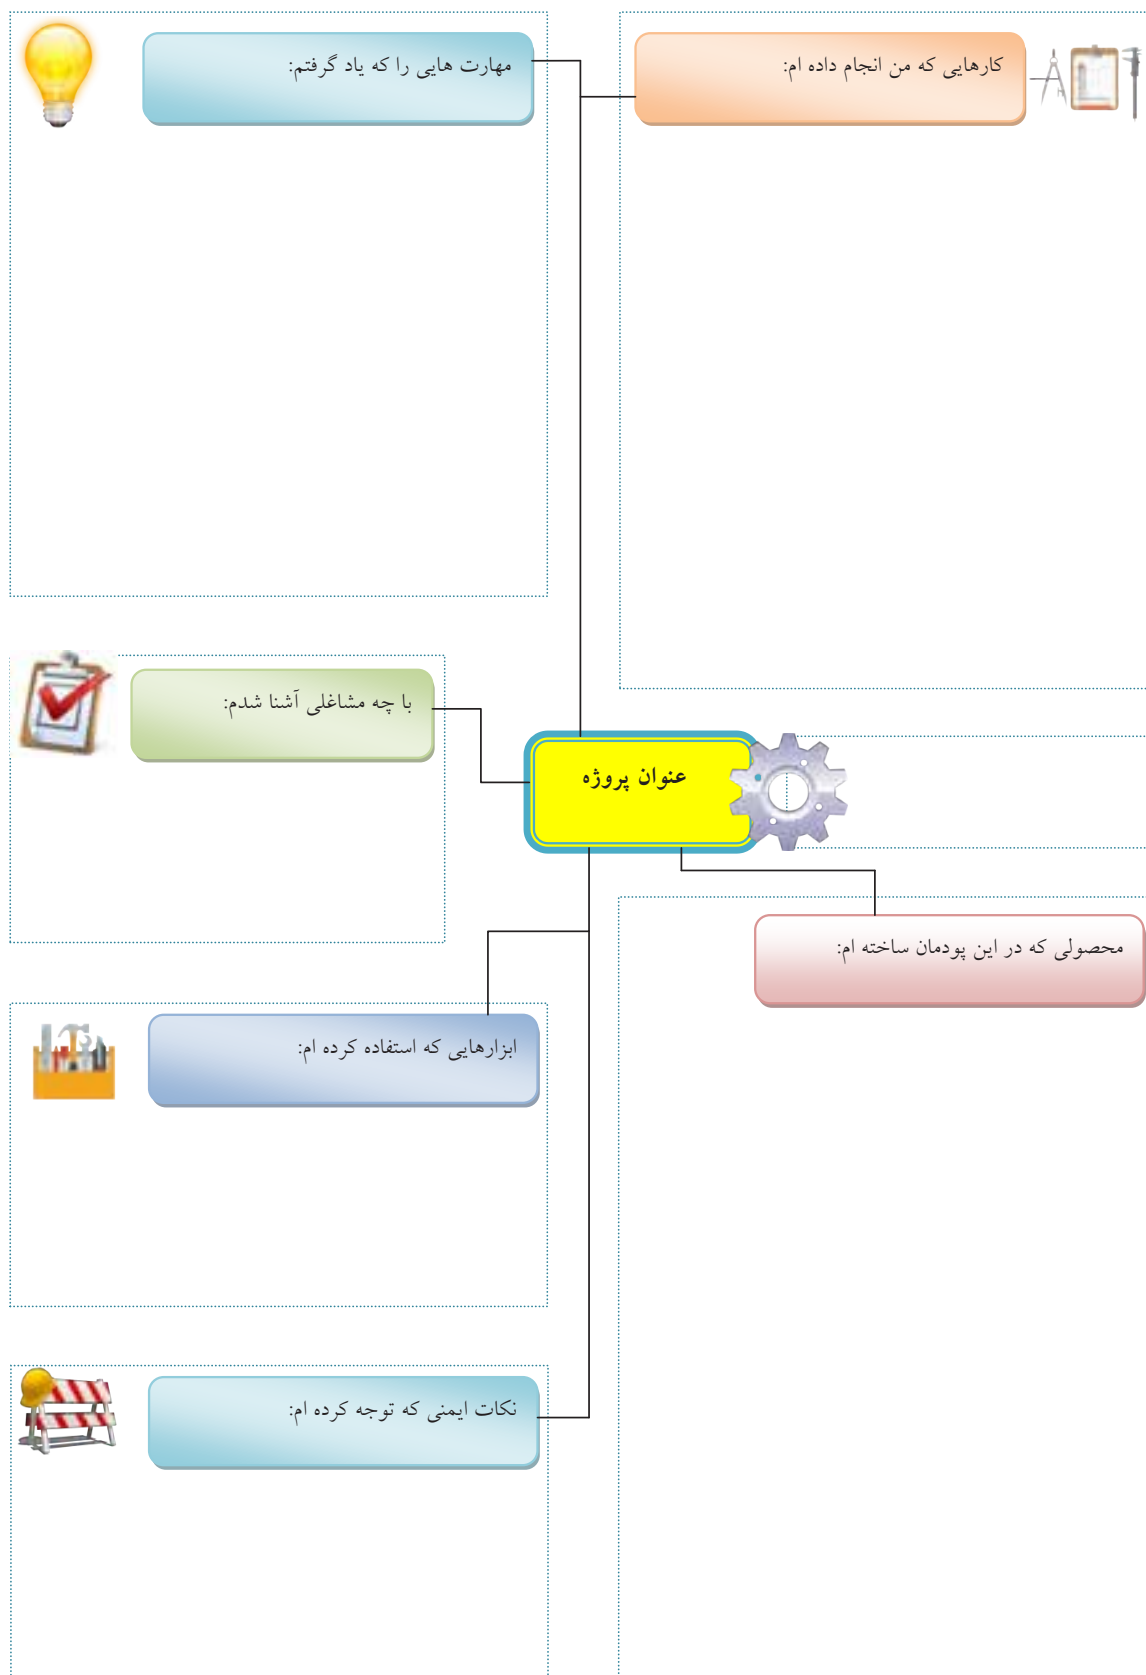 کارهایی که من انجام داده ام:
مهارت هایی را که یاد گرفتم:
با چه مشاغلی آشنا شدم:
عنوان پروژه
محصولی که در این پودمان ساخته ام:
ابزارهایی که استفاده کرده ام:
نکات ایمنی که توجه کرده ام: